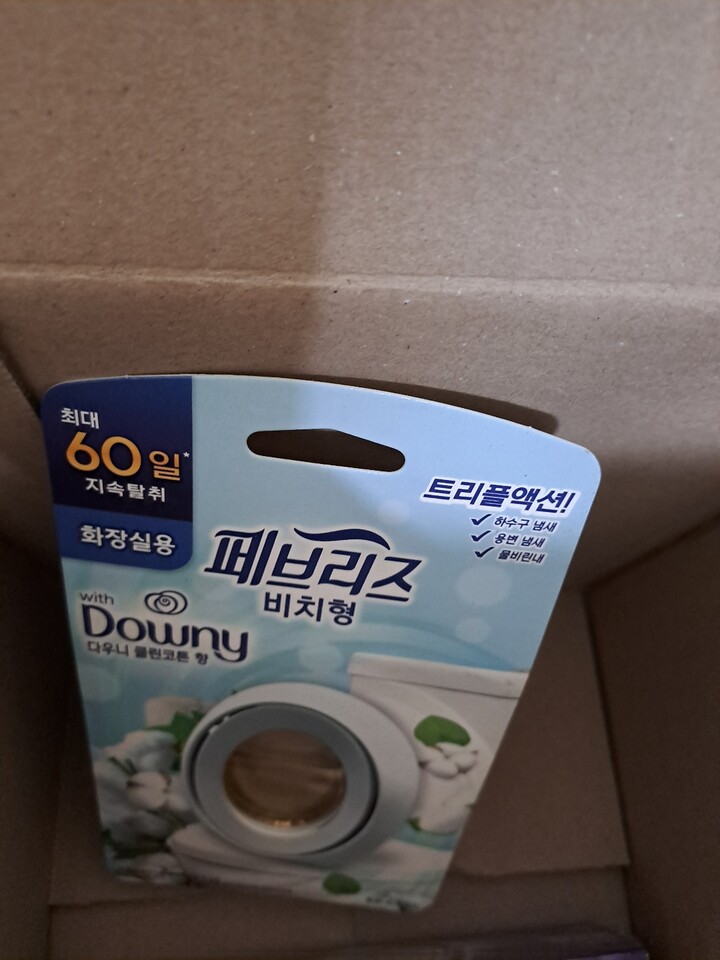 최대
60일*
지속탈취
화장실용
트리플액션!
✓ 하수구 냄새
✓ 용변 냄새
✓ 물비린내
페브리즈
비치형
with
Downy
다우니 클린코튼 향